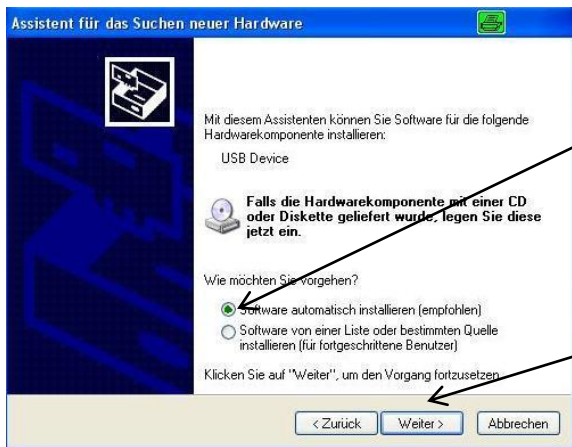 Assistent für das Suchen neuer Hardware
Mit diesem Assistenten können Sie Software für die folgende
Hardwarekomponente installieren:
USB Device
Falls die Hardwarekomponente mit einer CD
oder Diskette geliefert wurde, legen Sie diese
jetzt ein.
Wie möchten Sie vorgehen?
Software automatisch installieren (empfohlen)
Software von einer Liste oder bestimmten Quelle
installieren (für fortgeschrittene Benutzer)
Klicken Sie auf "Weiter", um den Vorgang fortzusetzen.
< Zurück Weiter > Abbrechen